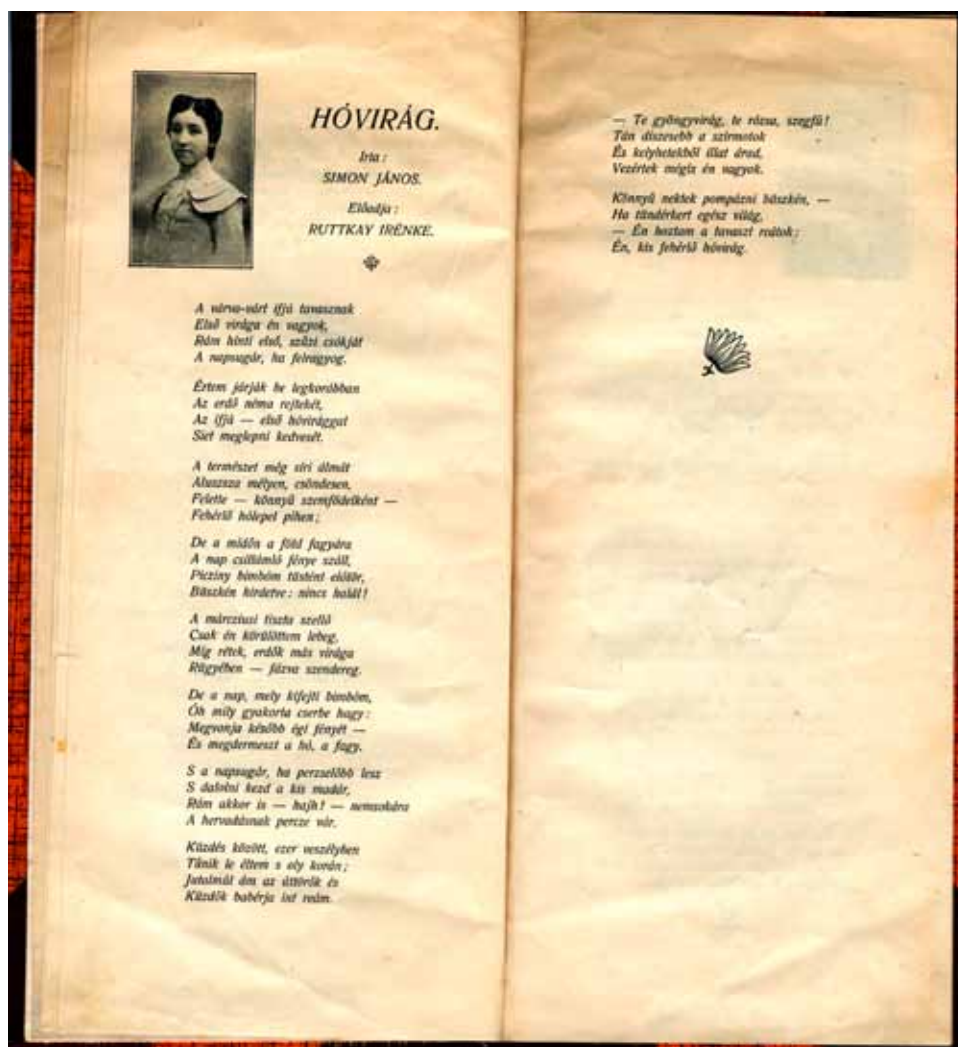 HÓVIRÁG.
Irta:
SIMON JÁNOS.
Előadja:
RUTTKAY IRÉNKE.
A várva-várt ifjú tavasznak
Első virága én vagyok,
Rám hinti első, szűzi csókját
A napsugár, ha felragyog.
Értem járják be legkorábban
Az erdő néma rejtekét,
Az ifjú — első hóvirággal
Siet meglepni kedvesét.
A természet még siri álmát
Aluszsza mélyen, csöndesen,
Felette — könnyű szemfödelként —
Fehérlő hólepel pihen;
De a midőn a föld fagyára
A nap csillámló fénye száll,
Picziny bimbóm tüstént előtör,
Büszkén hirdetve: nincs halál!
A márcziusi tiszta szellő
Csak én körülöttem lebeg,
Mig rétek, erdők más virága
Rügyében — fázva szendereg.
De a nap, mely kifejti bimbóm,
Óh mily gyakorta cserbe hagy:
Megvonja később égi fényét —
És megdermeszt a hó, a fagy.
S a napsugár, ha perzselőbb lesz
S dalolni kezd a kis madár,
Rám akkor is — hajh! — nemsokára
A hervadásnak percze vár.
Küzdés között, ezer veszélyben
Tűnik le éltem s oly korán;
Jutalmúl ám az úttörők és
Küzdők babérja int reám.
— Te gyöngyvirág, te rózsa, szegfű!
Tán diszesebb a szirmotok
És kelyhetekből illat árad,
Vezértek mégis én vagyok.
Könnyű nektek pompázni büszkén, —
Ha tündérkert egész világ,
— Én hoztam a tavaszt reátok:
Én, kis fehérlő hóvirág.